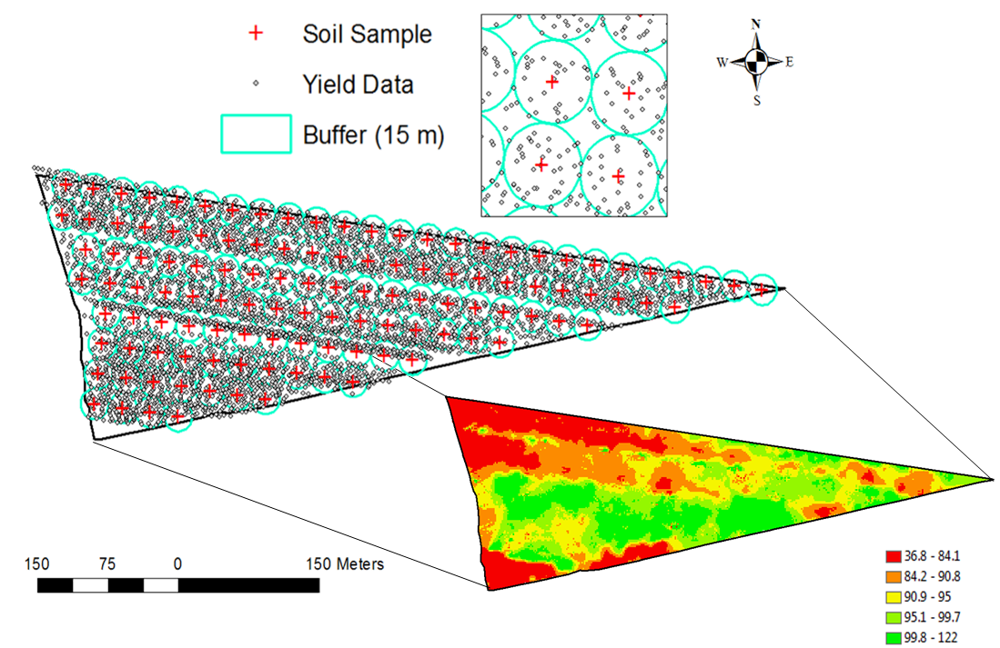 Soil Sample
Yield Data
Buffer (15 m)
N
W E
S
150 75 0 150 Meters
36.8 - 84.1
84.2 - 90.8
90.9 - 95
95.1 - 99.7
99.8 - 122